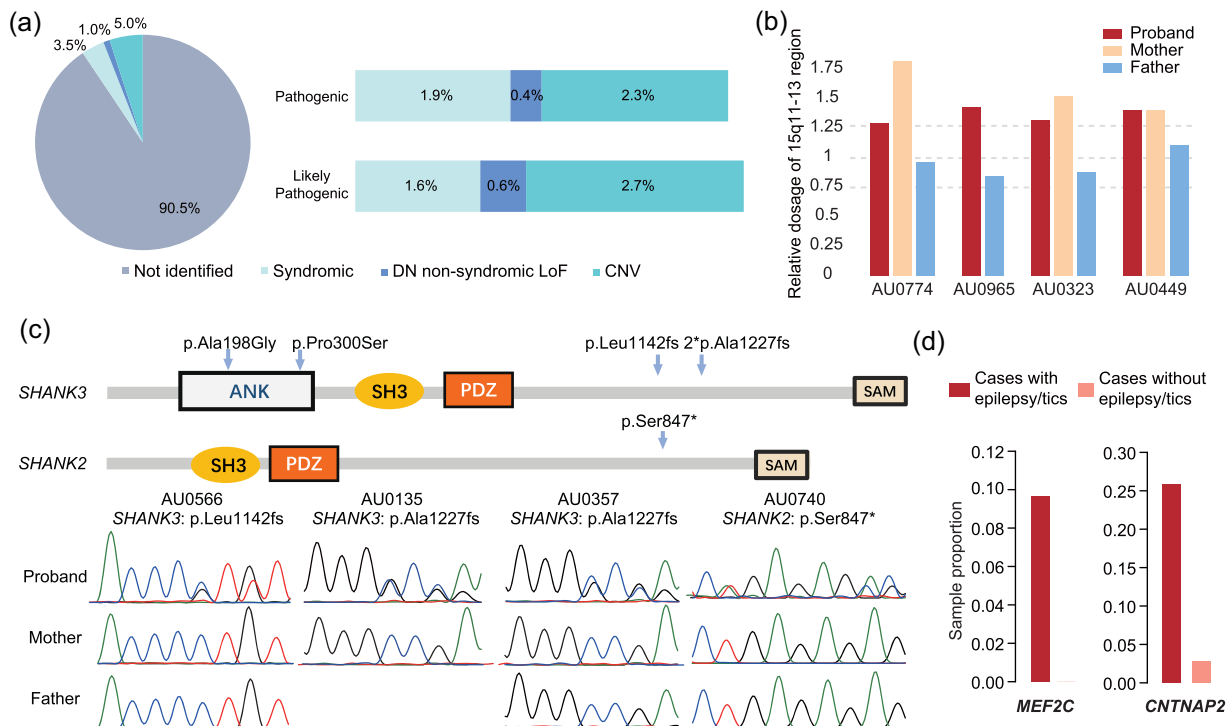 (a)
3.5%
1.0%
5.0%
90.5%
Pathogenic
1.9%
0.4%
2.3%
Likely
Pathogenic
1.6%
0.6%
2.7%
Not identified
Syndromic
DN non-syndromic LoF
CNV
(b)
Proband
Mother
Father
Relative dosage of 15q11-13 region
1.75
1.5
1.25
1
0.75
0.5
0.25
0
AU0774
AU0965
AU0323
AU0449
(c)
p.Ala198Gly
p.Pro300Ser
p.Leu1142fs
2*p.Ala1227fs
SHANK3
ANK
SH3
PDZ
SAM
p.Ser847*
SHANK2
SH3
PDZ
SAM
AU0566
SHANK3: p.Leu1142fs
AU0135
SHANK3: p.Ala1227fs
AU0357
SHANK3: p.Ala1227fs
AU0740
SHANK2: p.Ser847*
Proband
Mother
Father
(d)
Cases with
epilepsy/tics
Cases without
epilepsy/tics
Sample proportion
0.12
0.10
0.08
0.06
0.04
0.02
0.00
MEF2C
0.30
0.25
0.20
0.15
0.10
0.05
0.00
CNTNAP2